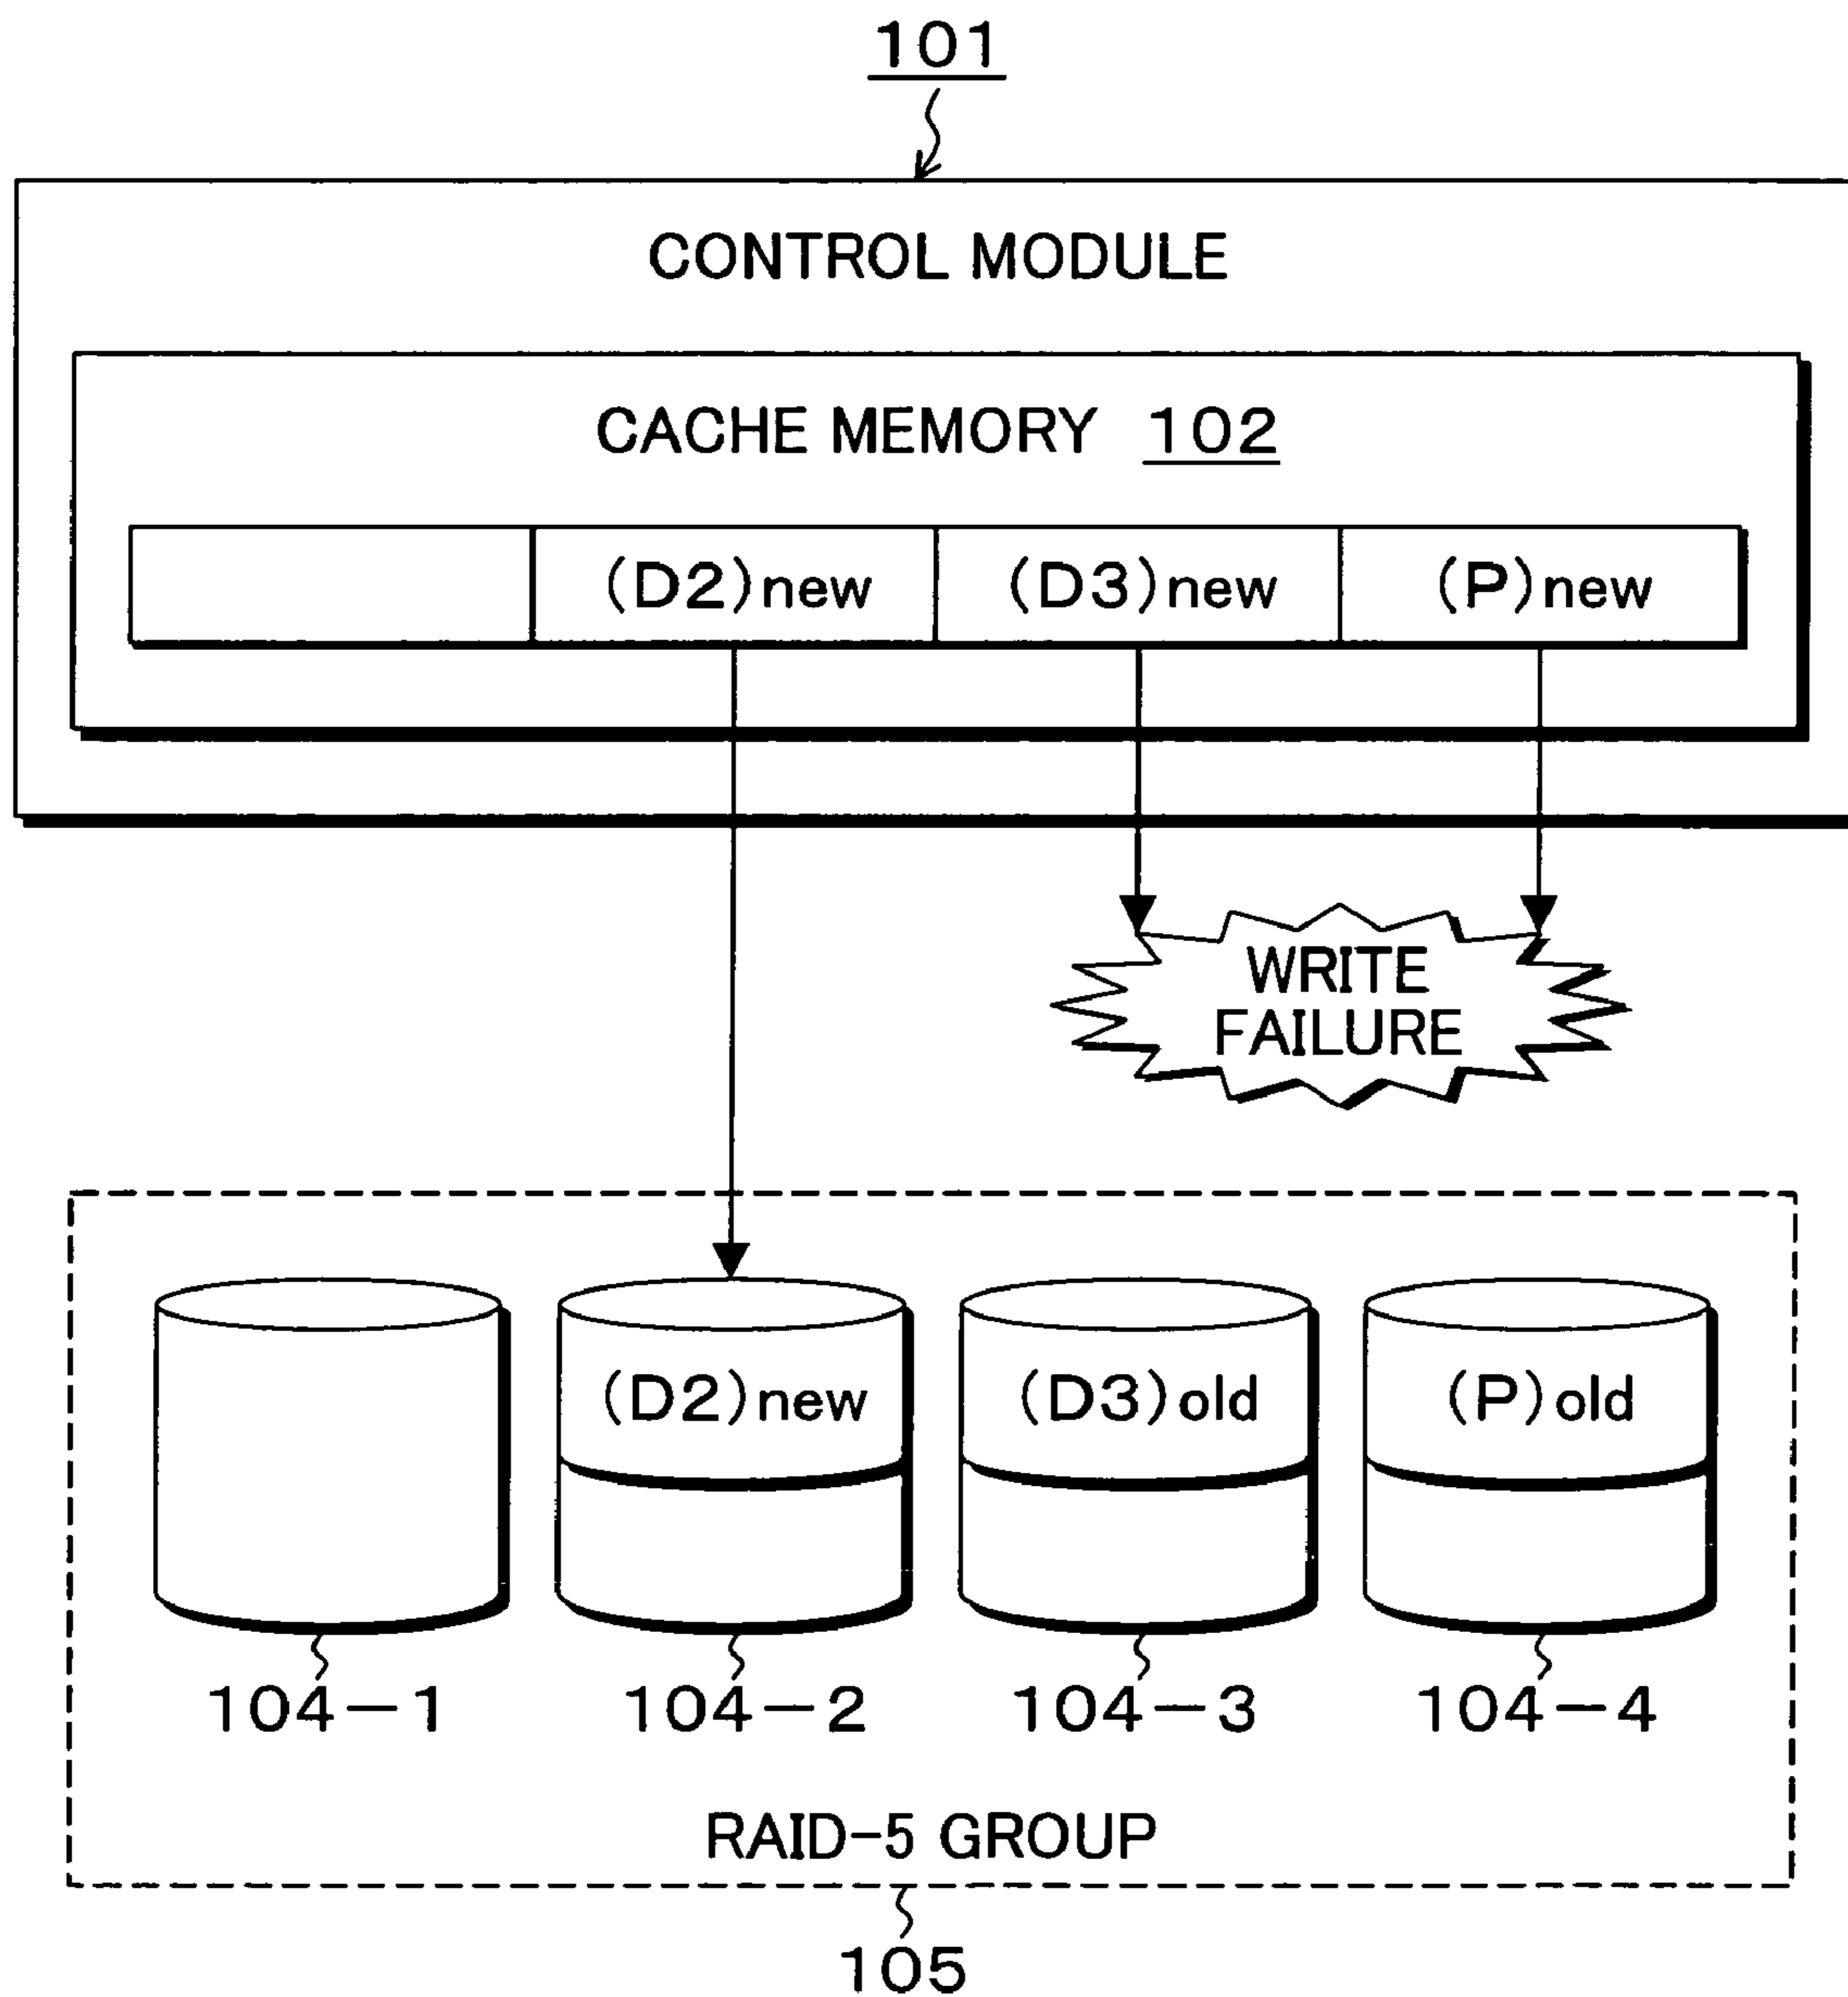 101
CONTROL MODULE
CACHE MEMORY 102
(D2)new (D3)new (P)new
WRITE
FAILURE
(D2)new (D3)old (P)old
104-1 104-2 104-3 104-4
RAID-5 GROUP
105